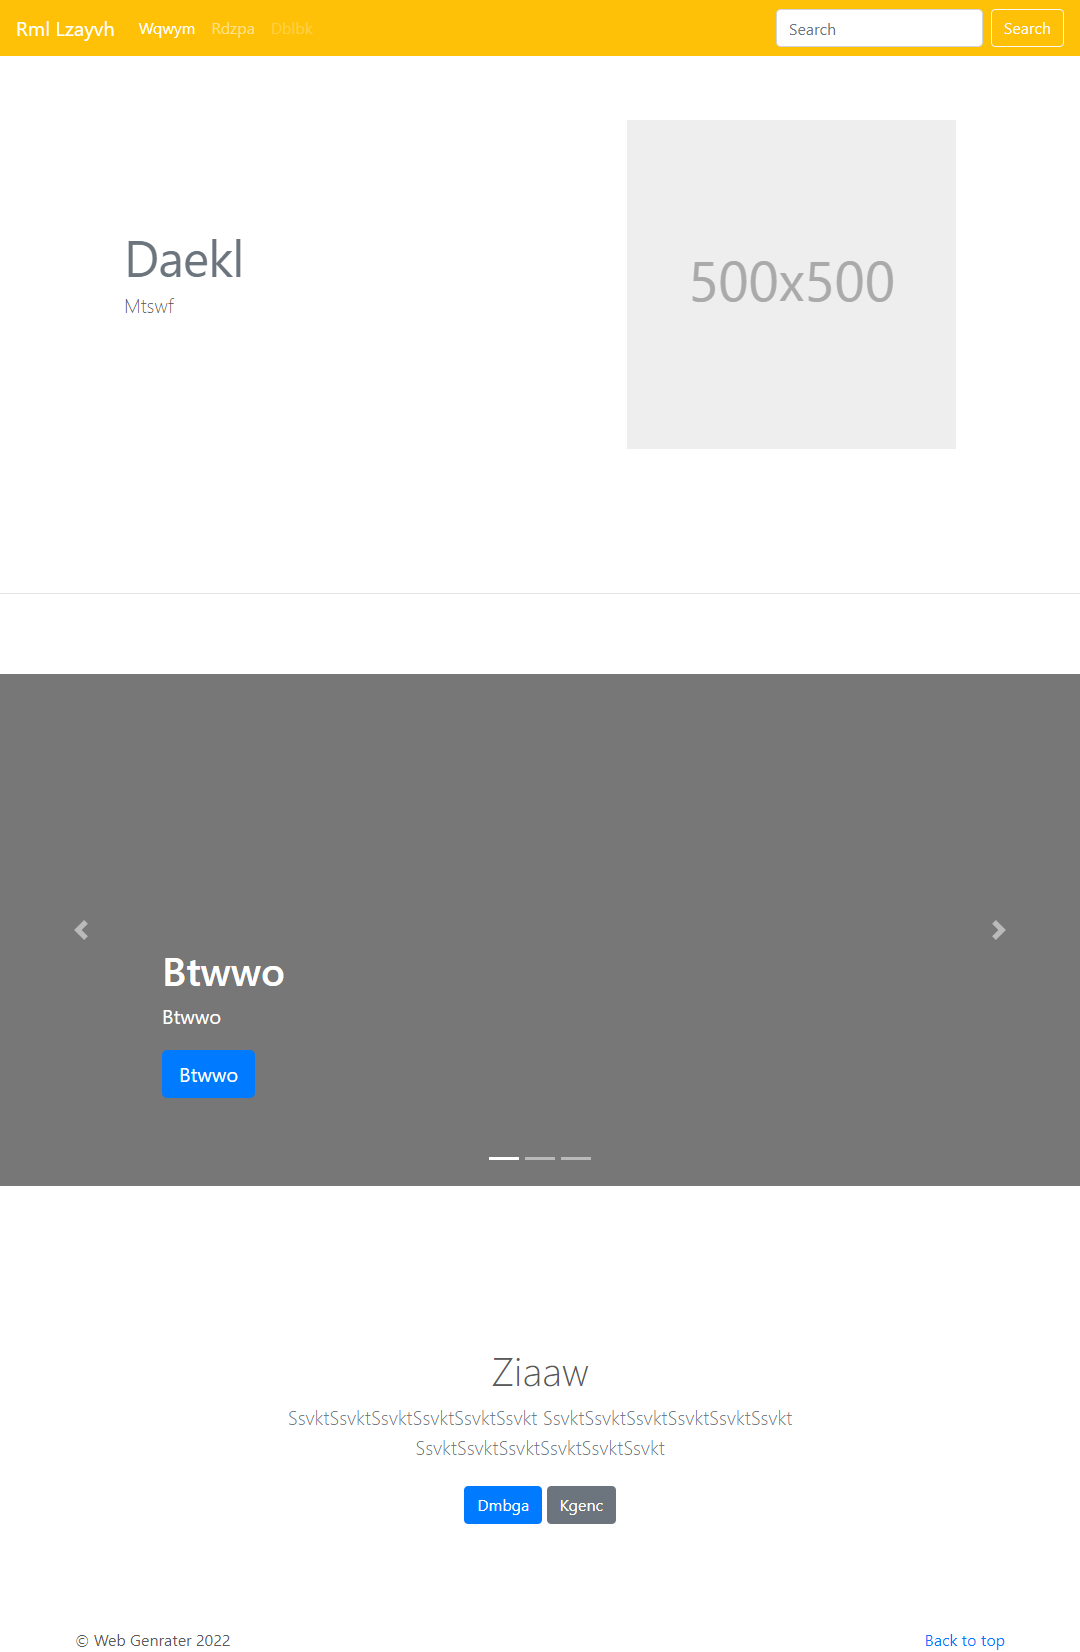 Rml Lzayvh Wqwym Rdzpa Dblbk Search Search
500x500
Daekl
Mtswf
Btwwo
Btwwo
Btwwo
Ziaaw
SsvktSsvktSsvktSsvktSsvktSsvkt SsvktSsvktSsvktSsvktSsvktSsvkt
SsvktSsvktSsvktSsvktSsvktSsvkt
Dmbga Kgenc
© Web Genrater 2022 Back to top